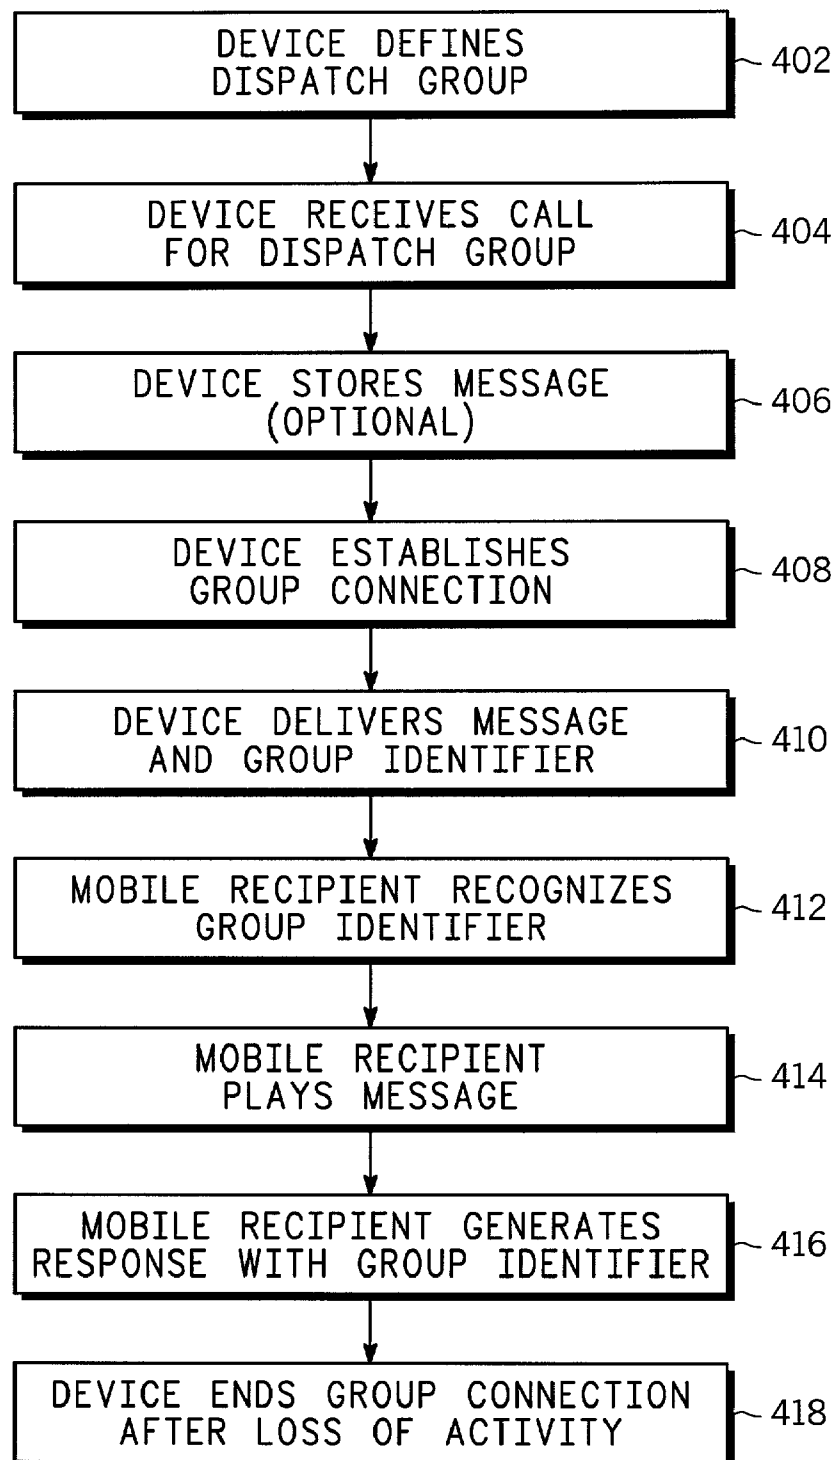 DEVICE DEFINES
DISPATCH GROUP
402
DEVICE RECEIVES CALL
FOR DISPATCH GROUP
404
DEVICE STORES MESSAGE
(OPTIONAL)
406
DEVICE ESTABLISHES
GROUP CONNECTION
408
DEVICE DELIVERS MESSAGE
AND GROUP IDENTIFIER
410
MOBILE RECIPIENT RECOGNIZES
GROUP IDENTIFIER
412
MOBILE RECIPIENT
PLAYS MESSAGE
414
MOBILE RECIPIENT GENERATES
RESPONSE WITH GROUP IDENTIFIER
416
DEVICE ENDS GROUP CONNECTION
AFTER LOSS OF ACTIVITY
418